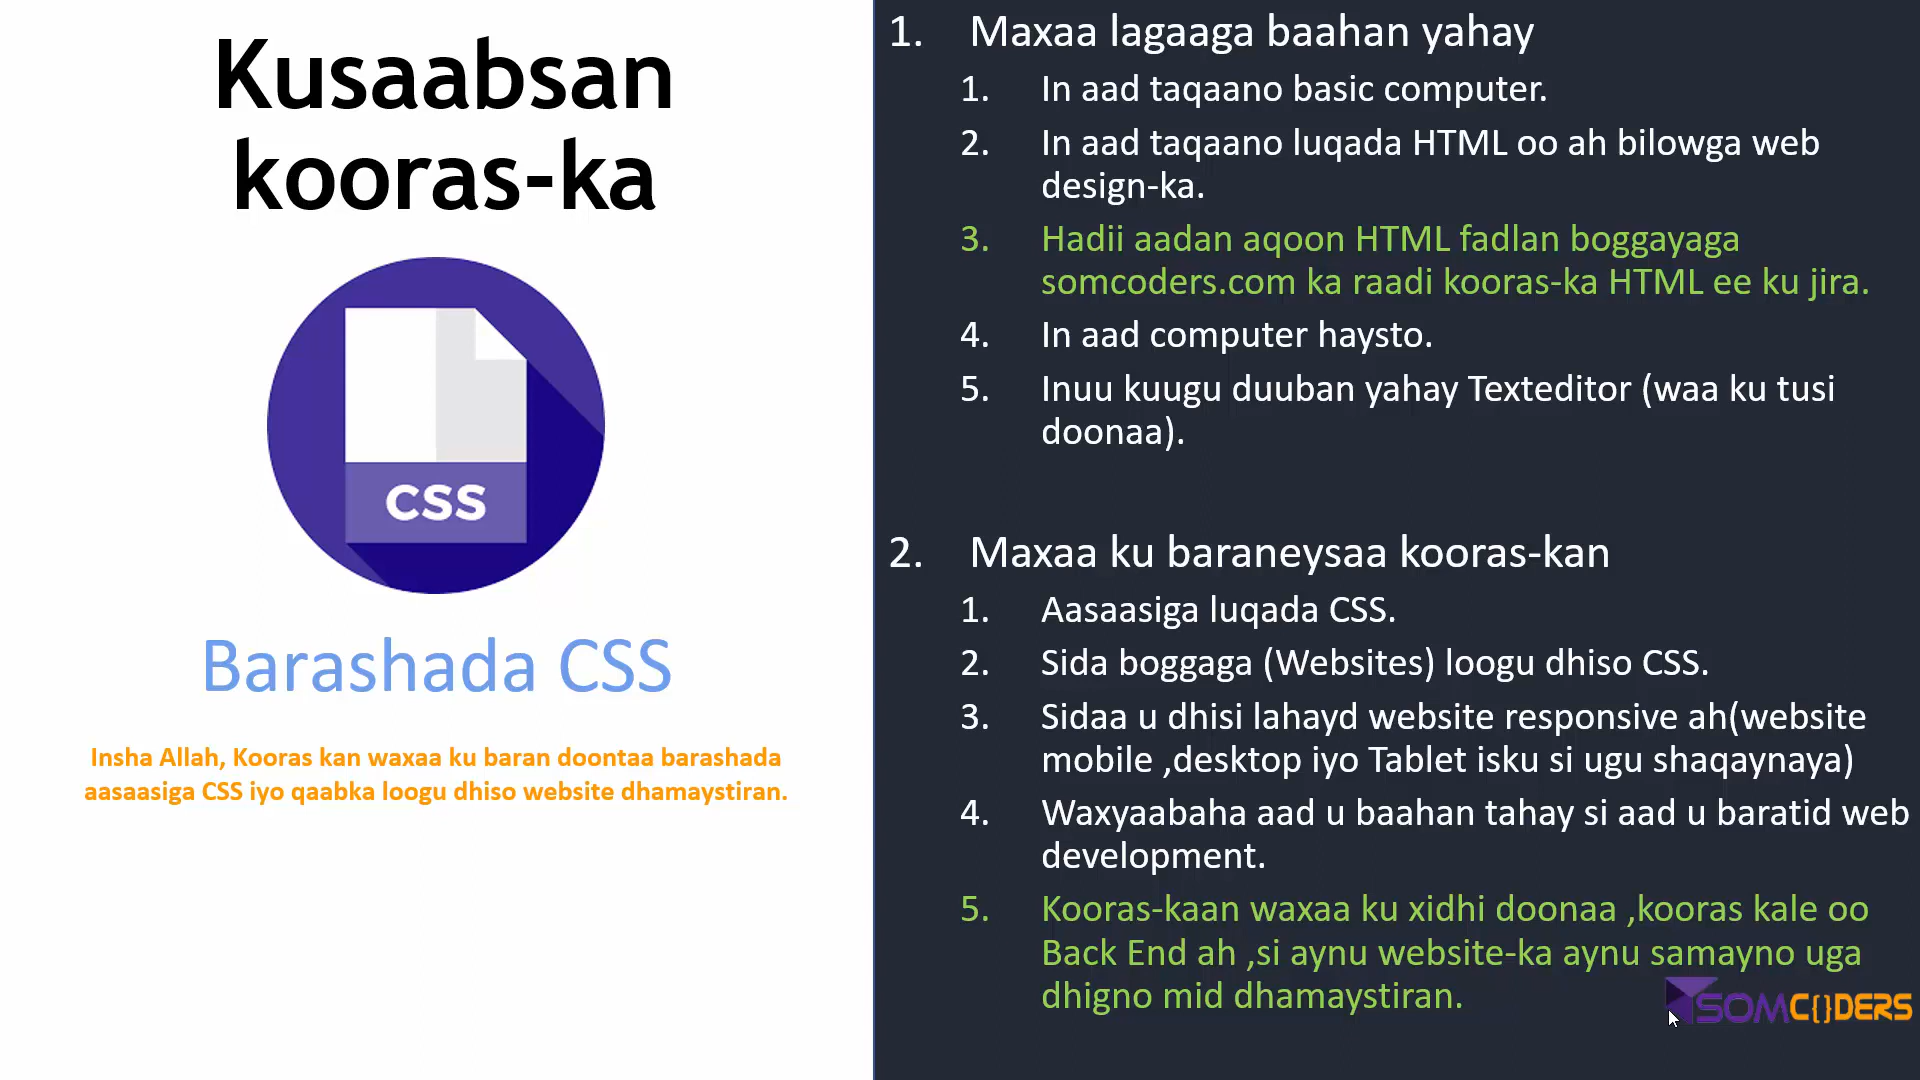 Kusaabsan
kooras-ka
CSS
Barashada CSS
Insha Allah, Kooras kan waxaa ku baran doontaa barashada
aasaasiga CSS iyo qaabka loogu dhiso website dhamaystiran.
1. Maxaa lagaaga baahan yahay
1. In aad taqaano basic computer.
2. In aad taqaano luqada HTML oo ah bilowga web
design-ka.
3. Hadii aadan aqoon HTML fadlan boggayaga
somcoders.com ka raadi kooras-ka HTML ee ku jira.
4. In aad computer haysto.
5. Inuu kuugu duuban yahay Texteditor (waa ku tusi
doonaa).
2. Maxaa ku baraneysaa kooras-kan
1. Aasaasiga luqada CSS.
2. Sida boggaga (Websites) loogu dhiso CSS.
3. Sidaa u dhisi lahayd website responsive ah(website
mobile ,desktop iyo Tablet isku si ugu shaqaynaya)
4. Waxyaabaha aad u baahan tahay si aad u baratid web
development.
5. Kooras-kaan waxaa ku xidhi doonaa ,kooras kale oo
Back End ah ,si aynu website-ka aynu samayno uga
dhigno mid dhamaystiran.
SOMC{}DERS